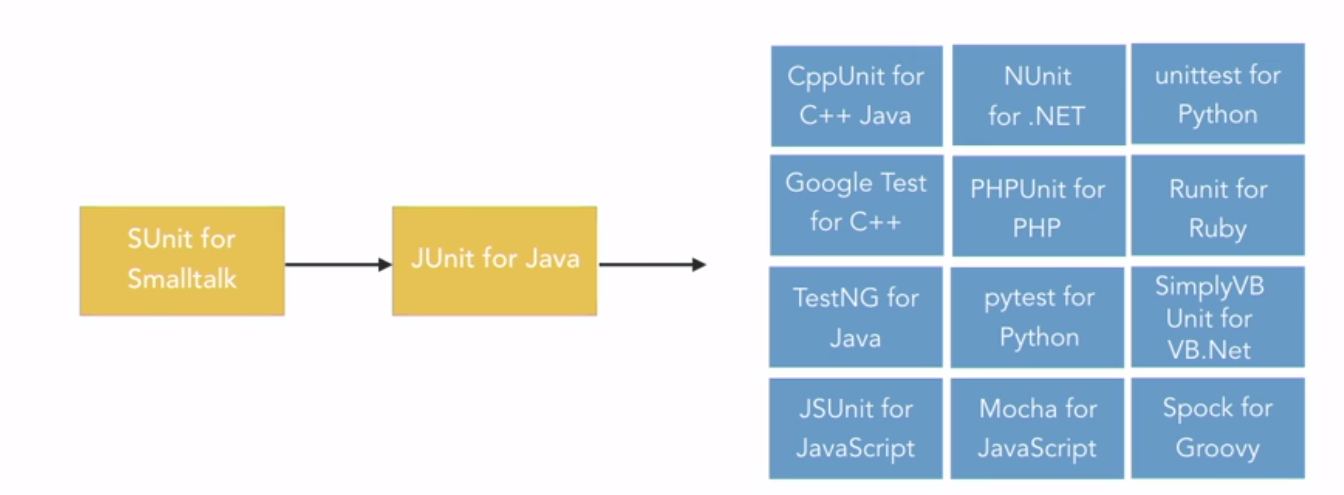 SUnit for
Smalltalk
JUnit for Java
CppUnit for
C++ Java
NUnit
for .NET
unittest for
Python
Google Test
for C++
PHPUnit for
PHP
Runit for
Ruby
TestNG for
Java
pytest for
Python
SimplyVB
Unit for
VB.Net
JSUnit for
JavaScript
Mocha for
JavaScript
Spock for
Groovy